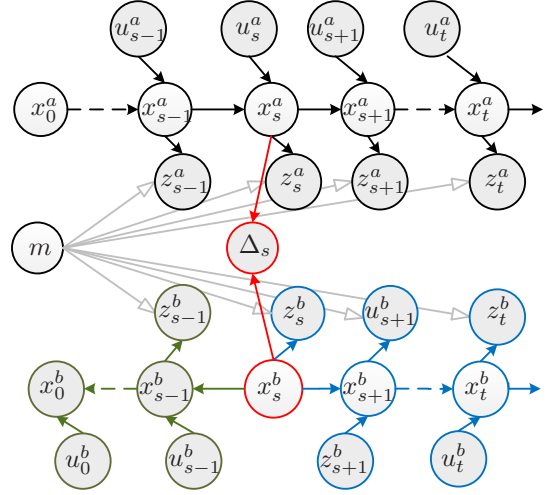 u^a_{s−1} u^a_s u^a_{s+1} u^a_t
x^a_0 x^a_{s−1} x^a_s x^a_{s+1} x^a_t
z^a_{s−1} z^a_s z^a_{s+1} z^a_t
m Δ_s
z^b_{s−1} z^b_s u^b_{s+1} z^b_t
x^b_0 x^b_{s−1} x^b_s x^b_{s+1} x^b_t
u^b_0 u^b_{s−1} z^b_{s+1} u^b_t